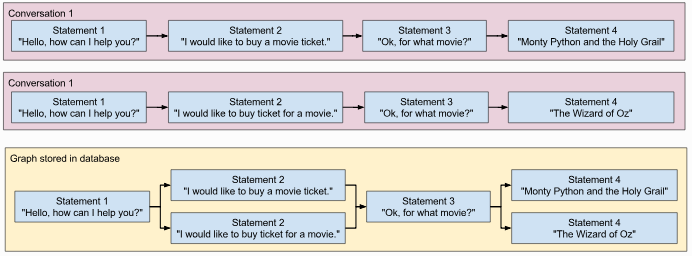 Conversation 1
Statement 1
"Hello, how can I help you?"
Statement 2
"I would like to buy a movie ticket."
Statement 3
"Ok, for what movie?"
Statement 4
"Monty Python and the Holy Grail"
Conversation 1
Statement 1
"Hello, how can I help you?"
Statement 2
"I would like to buy ticket for a movie."
Statement 3
"Ok, for what movie?"
Statement 4
"The Wizard of Oz"
Graph stored in database
Statement 1
"Hello, how can I help you?"
Statement 2
"I would like to buy a movie ticket."
Statement 2
"I would like to buy ticket for a movie."
Statement 3
"Ok, for what movie?"
Statement 4
"Monty Python and the Holy Grail"
Statement 4
"The Wizard of Oz"